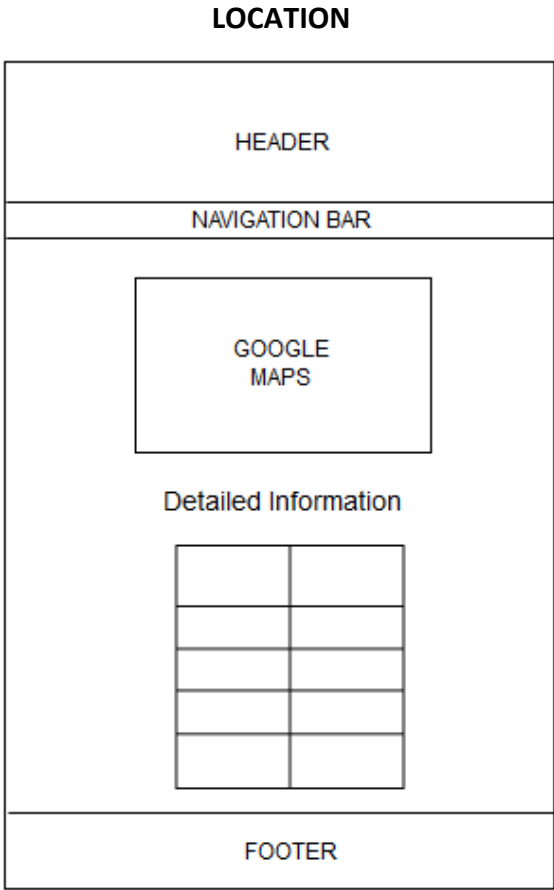 LOCATION
HEADER
NAVIGATION BAR
GOOGLE
MAPS
Detailed Information
FOOTER